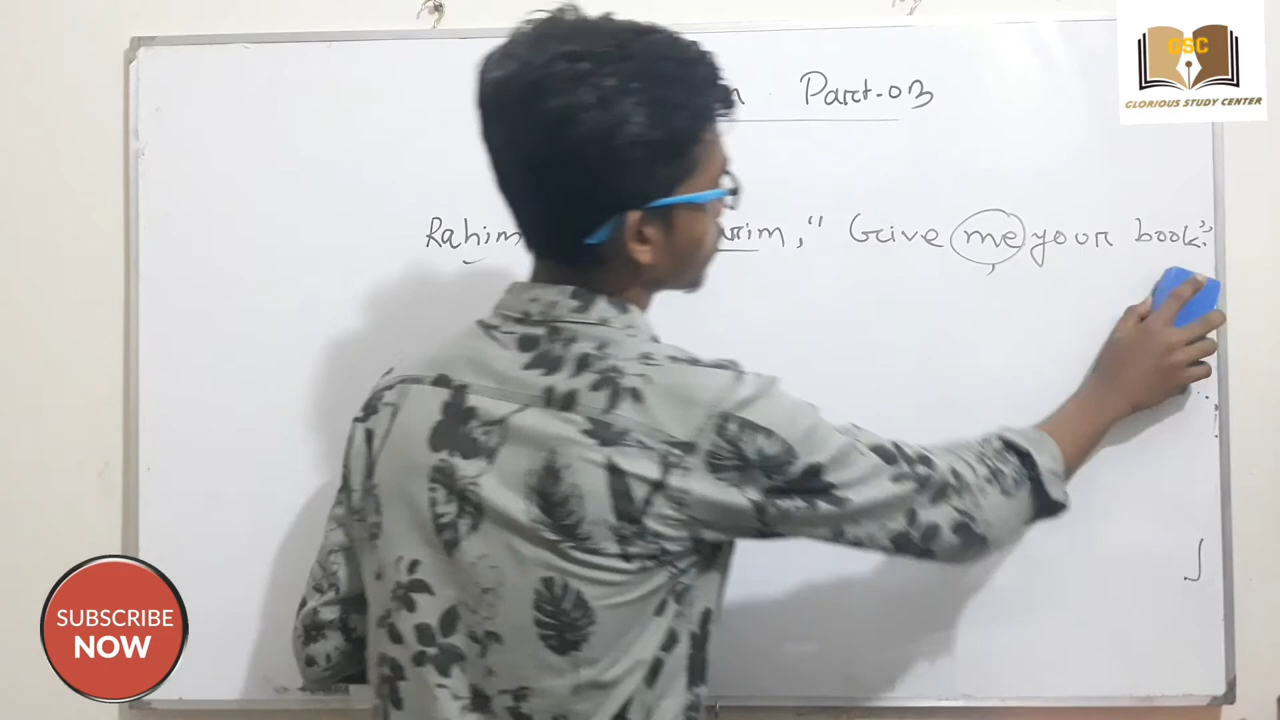 GSC
GLORIOUS STUDY CENTER
Part-03
Rahim , " Give me your book."
SUBSCRIBE
NOW